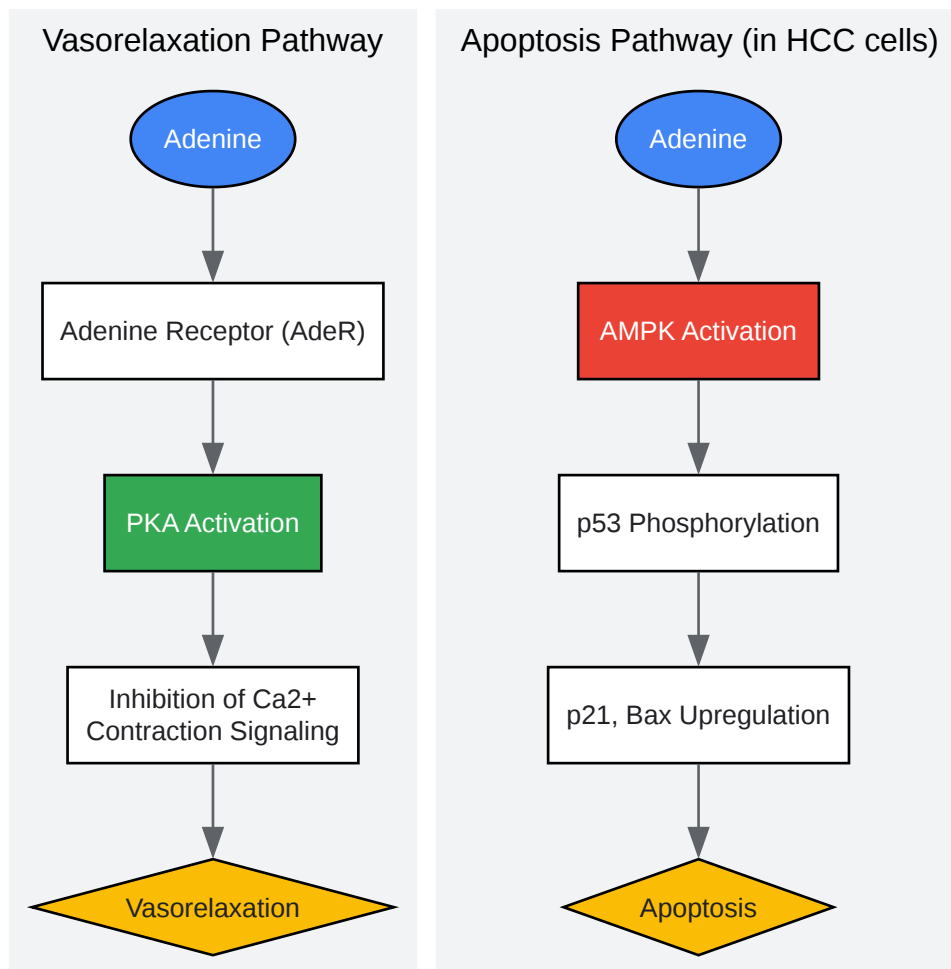 Vasorelaxation Pathway
Adenine
Adenine Receptor (AdeR)
PKA Activation
Inhibition of Ca2+
Contraction Signaling
Vasorelaxation
Apoptosis Pathway (in HCC cells)
Adenine
AMPK Activation
p53 Phosphorylation
p21, Bax Upregulation
Apoptosis